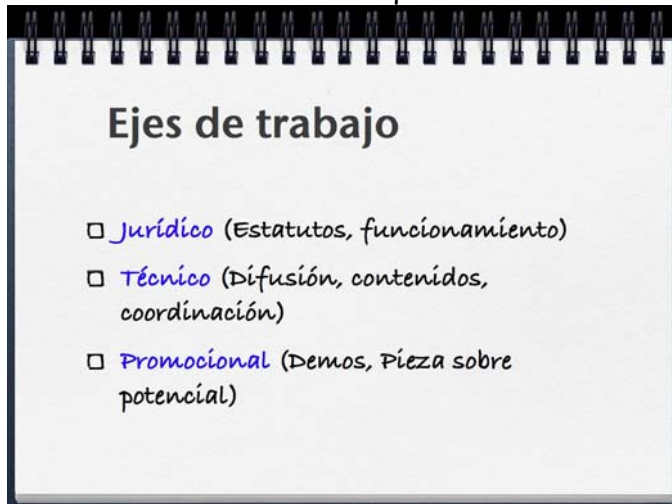 Ejes de trabajo
Jurídico (Estatutos, funcionamiento)
Técnico (Difusión, contenidos,
coordinación)
Promocional (Demos, Pieza sobre
potencial)